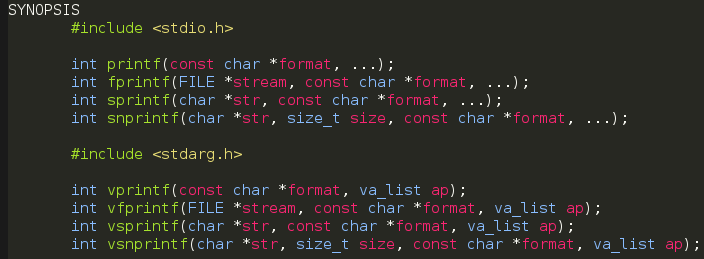 SYNOPSIS
#include <stdio.h>
int printf(const char *format, ...);
int fprintf(FILE *stream, const char *format, ...);
int sprintf(char *str, const char *format, ...);
int snprintf(char *str, size_t size, const char *format, ...);
#include <stdarg.h>
int vprintf(const char *format, va_list ap);
int vfprintf(FILE *stream, const char *format, va_list ap);
int vsprintf(char *str, const char *format, va_list ap);
int vsnprintf(char *str, size_t size, const char *format, va_list ap);